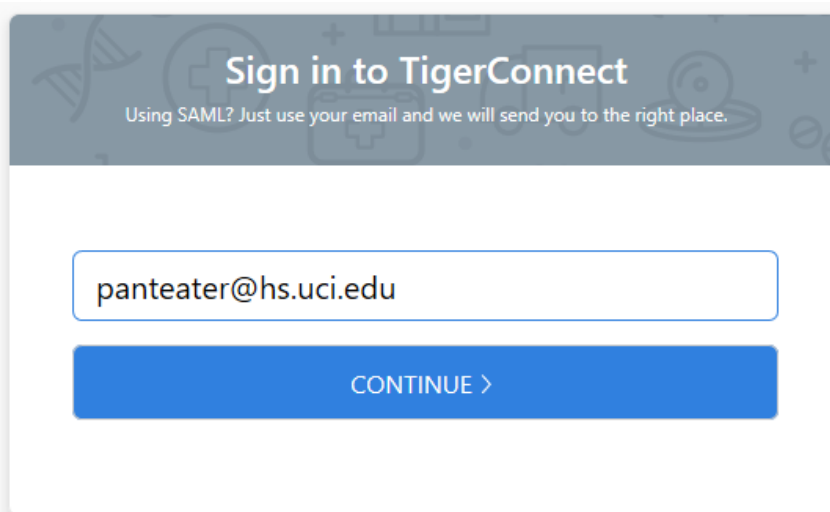 Sign in to TigerConnect
Using SAML? Just use your email and we will send you to the right place.
panteater@hs.uci.edu
CONTINUE >